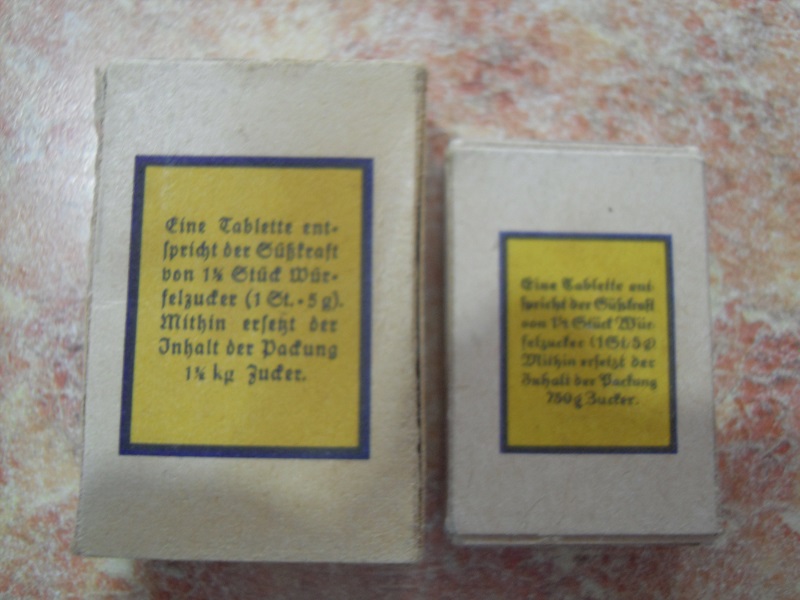 Eine Tablette ent-
spricht der Süßkraft
von 1½ Stück Wür-
felzucker (1 St. = 5 g).
Mithin ersetzt der
Inhalt der Packung
1½ kg Zucker.
Eine Tablette ent-
spricht der Süßkraft
von 1½ Stück Wür-
felzucker (1 St. 5 g)
Mithin ersetzt der
Inhalt der Packung
750 g Zucker.